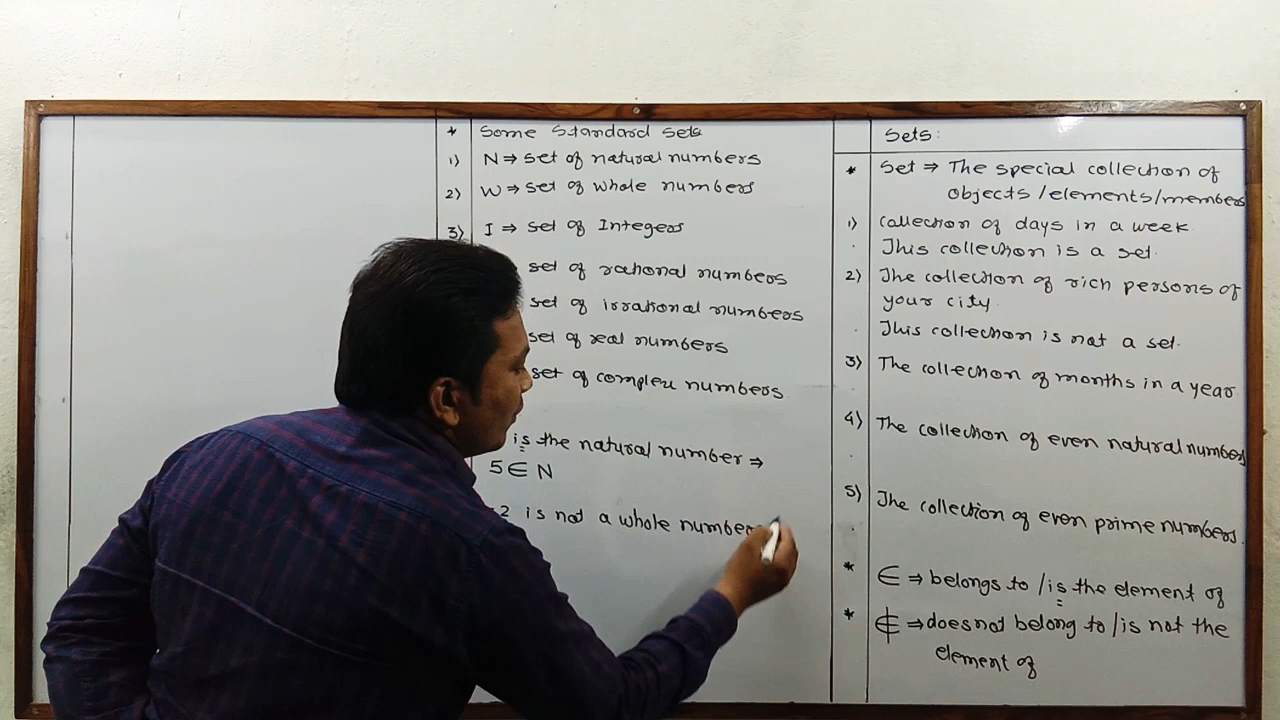 * Some Standard Sets
1) N ⇒ set of natural numbers
2) W ⇒ set of whole numbers
3) I ⇒ set of Integers
set of rational numbers
set of irrational numbers
set of real numbers
set of complex numbers
is the natural number ⇒
5 ∈ N
2 is not a whole number
Sets:
* Set ⇒ The special collection of
objects/elements/members
1) Collection of days in a week
. This collection is a set.
2) The collection of rich persons of
your city
. This collection is not a set.
3) The collection of months in a year
.
4) The collection of even natural numbers
.
5) The collection of even prime numbers.
* ∈ ⇒ belongs to /is the element of
* ∉ ⇒ does not belong to/is not the
element of